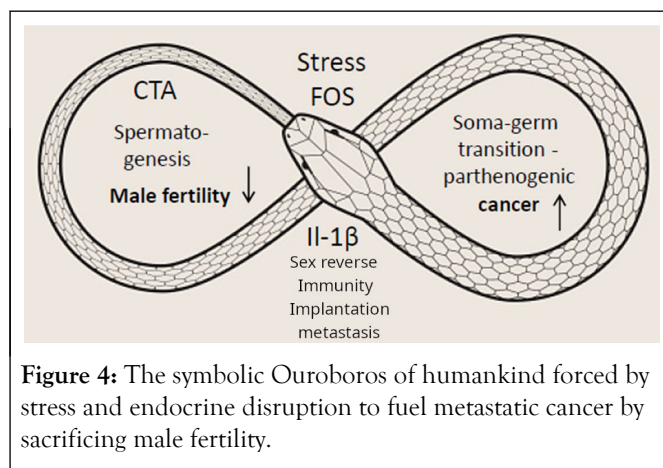 CTA
Spermato-
genesis
Male fertility ↓
Stress
FOS
Soma-germ
transition -
parthenogenic
cancer ↑
Il-1β
Sex reverse
Immunity
Implantation
metastasis
Figure 4: The symbolic Ouroboros of humankind forced by
stress and endocrine disruption to fuel metastatic cancer by
sacrificing male fertility.